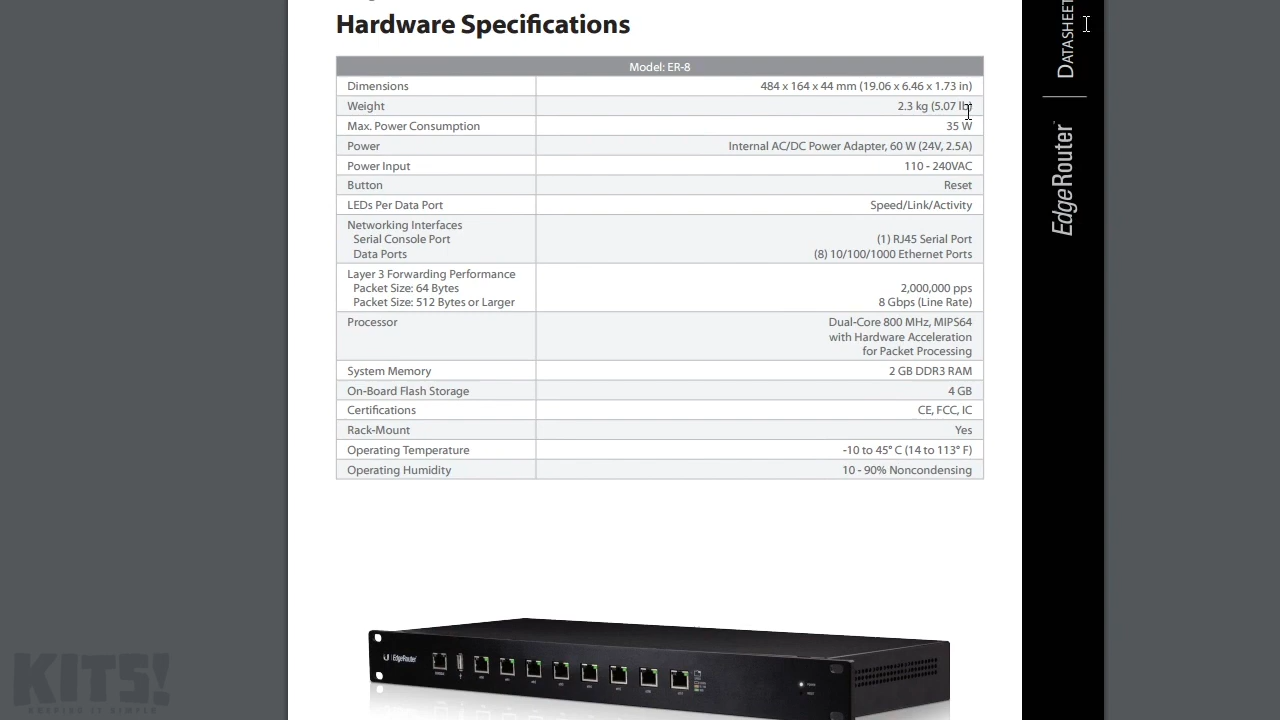 Hardware Specifications
Model: ER-8
Dimensions 484 x 164 x 44 mm (19.06 x 6.46 x 1.73 in)
Weight 2.3 kg (5.07 lb)
Max. Power Consumption 35 W
Power Internal AC/DC Power Adapter, 60 W (24V, 2.5A)
Power Input 110 - 240VAC
Button Reset
LEDs Per Data Port Speed/Link/Activity
Networking Interfaces
Serial Console Port (1) RJ45 Serial Port
Data Ports (8) 10/100/1000 Ethernet Ports
Layer 3 Forwarding Performance
Packet Size: 64 Bytes 2,000,000 pps
Packet Size: 512 Bytes or Larger 8 Gbps (Line Rate)
Processor Dual-Core 800 MHz, MIPS64
with Hardware Acceleration
for Packet Processing
System Memory 2 GB DDR3 RAM
On-Board Flash Storage 4 GB
Certifications CE, FCC, IC
Rack-Mount Yes
Operating Temperature -10 to 45° C (14 to 113° F)
Operating Humidity 10 - 90% Noncondensing
DATASHEET
EdgeRouter
EdgeRouter
KITS!
KEEPING IT SIMPLE